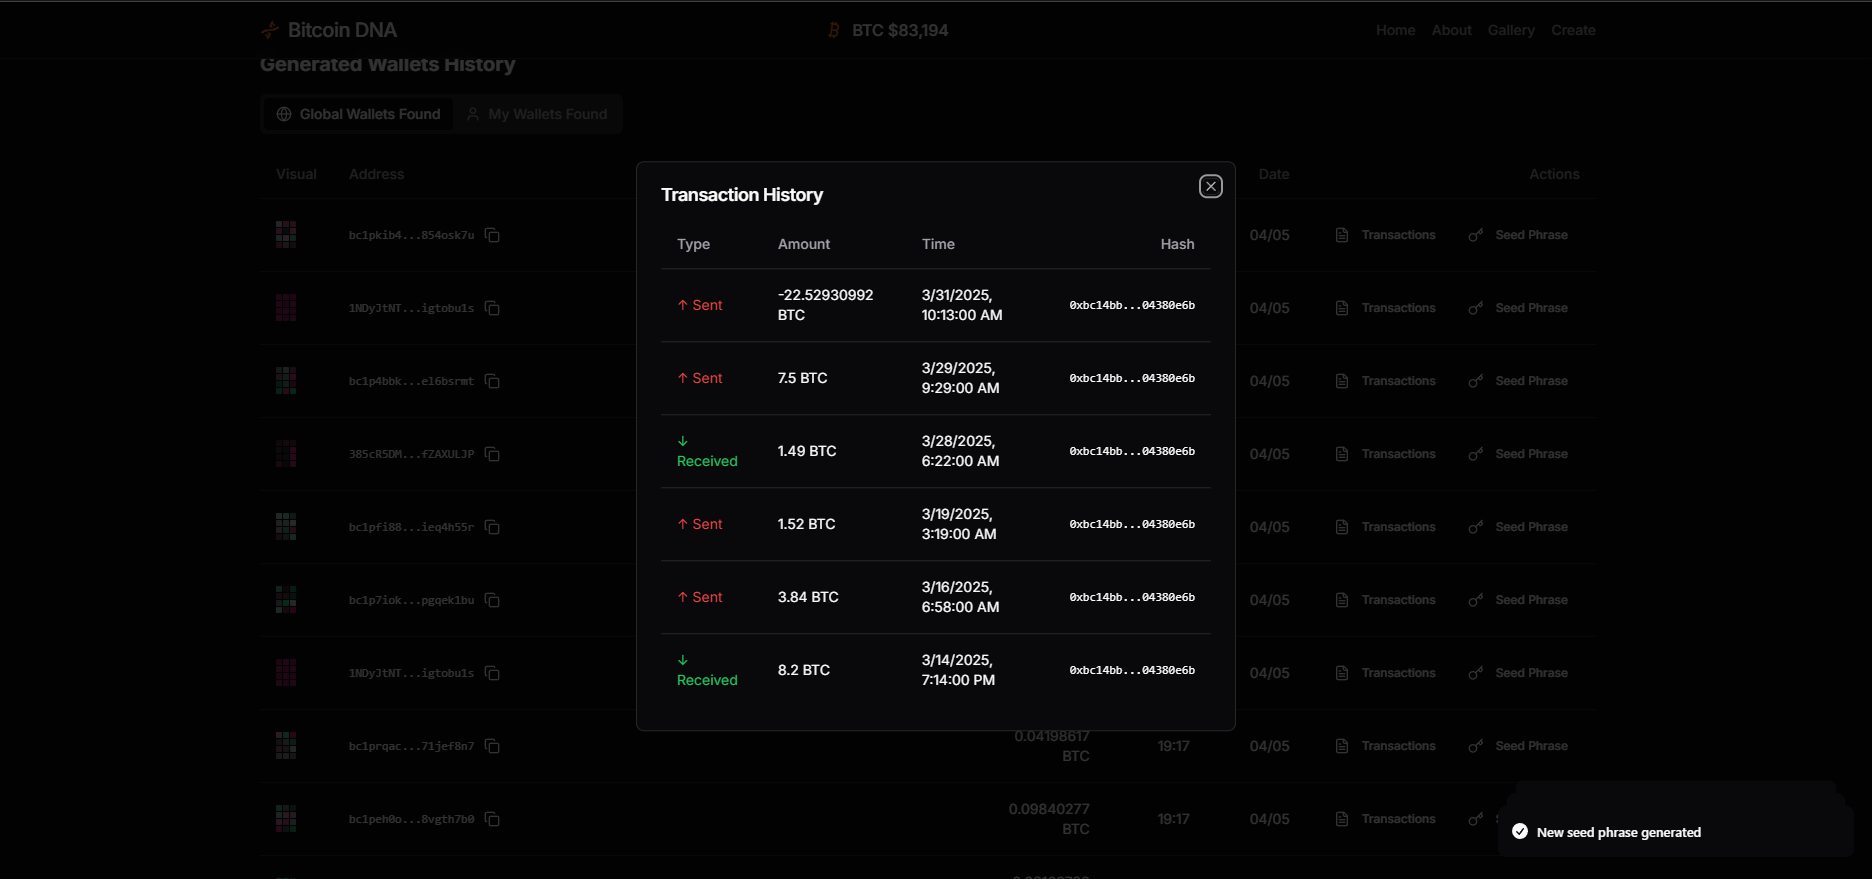 Bitcoin DNA
BTC $83,194
Home About Gallery Create
Generated Wallets History
Global Wallets Found
My Wallets Found
Visual Address Date Actions
bc1pkib4...854osk7u 04/05 Transactions Seed Phrase
1NDyJtNT...igtobu1s 04/05 Transactions Seed Phrase
bc1p4bbk...el6bsrmt 04/05 Transactions Seed Phrase
385cR5DM...fZAXULJP 04/05 Transactions Seed Phrase
bc1pfi88...ieq4h55r 04/05 Transactions Seed Phrase
bc1p7iok...pgqek1bu 04/05 Transactions Seed Phrase
1NDyJtNT...igtobu1s 04/05 Transactions Seed Phrase
bc1prqac...71jef8n7 0.04198617 BTC 19:17 04/05 Transactions Seed Phrase
bc1peh0o...8vgth7b0 0.09840277 BTC 19:17 04/05 Transactions
Transaction History
Type Amount Time Hash
↑ Sent -22.52930992 BTC 3/31/2025, 10:13:00 AM 0xbc14bb...04380e6b
↑ Sent 7.5 BTC 3/29/2025, 9:29:00 AM 0xbc14bb...04380e6b
↓ Received 1.49 BTC 3/28/2025, 6:22:00 AM 0xbc14bb...04380e6b
↑ Sent 1.52 BTC 3/19/2025, 3:19:00 AM 0xbc14bb...04380e6b
↑ Sent 3.84 BTC 3/16/2025, 6:58:00 AM 0xbc14bb...04380e6b
↓ Received 8.2 BTC 3/14/2025, 7:14:00 PM 0xbc14bb...04380e6b
New seed phrase generated